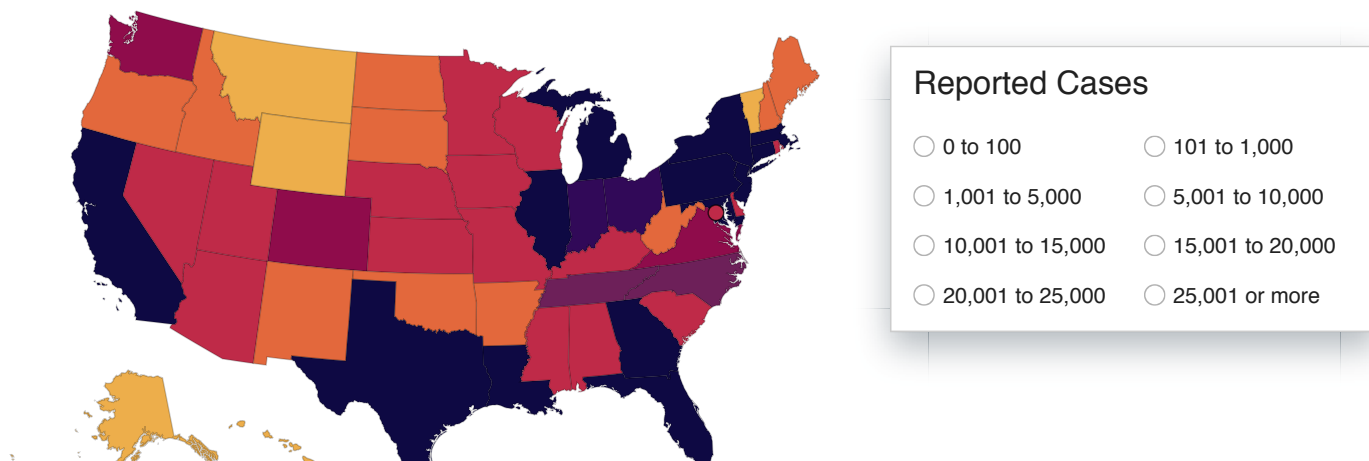 Reported Cases
0 to 100
101 to 1,000
1,001 to 5,000
5,001 to 10,000
10,001 to 15,000
15,001 to 20,000
20,001 to 25,000
25,001 or more